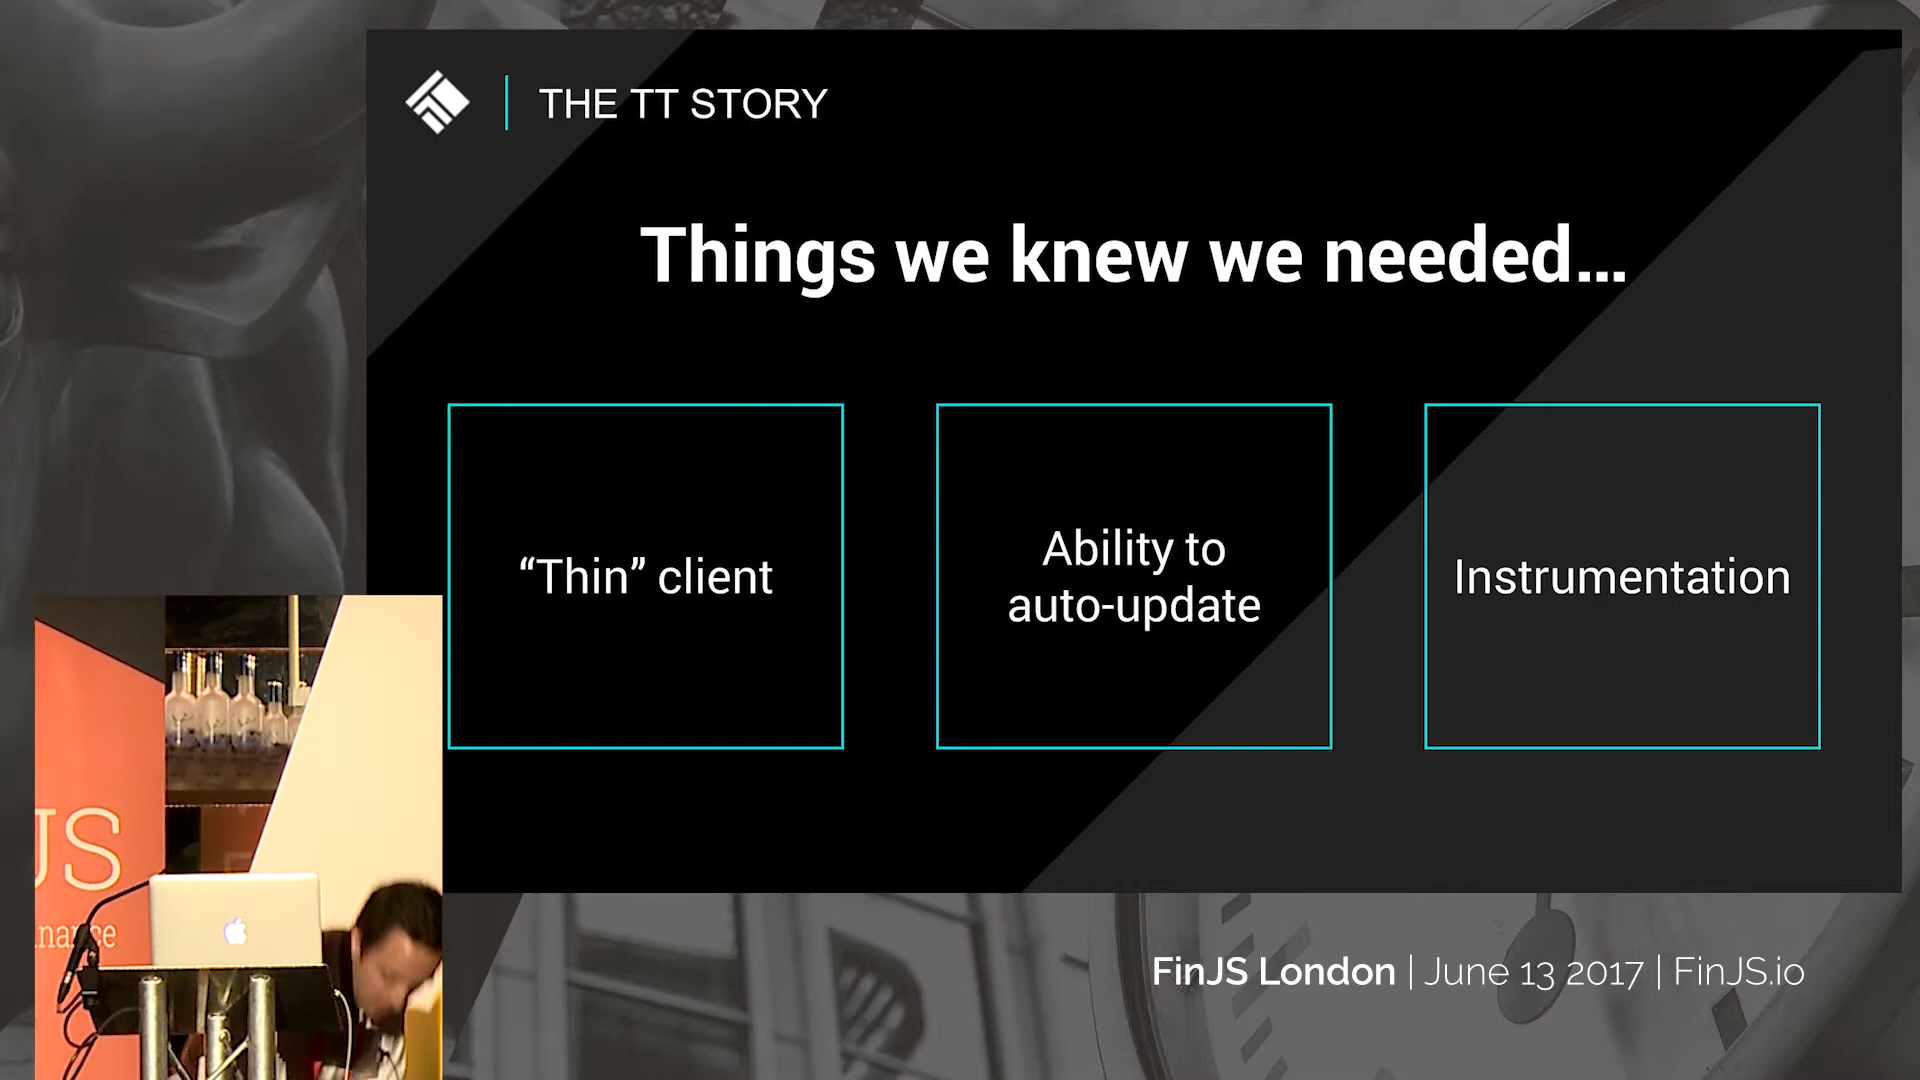 THE TT STORY
Things we knew we needed...
“Thin” client
Ability to
auto-update
Instrumentation
JS
FinJS London | June 13 2017 | FinJS.io